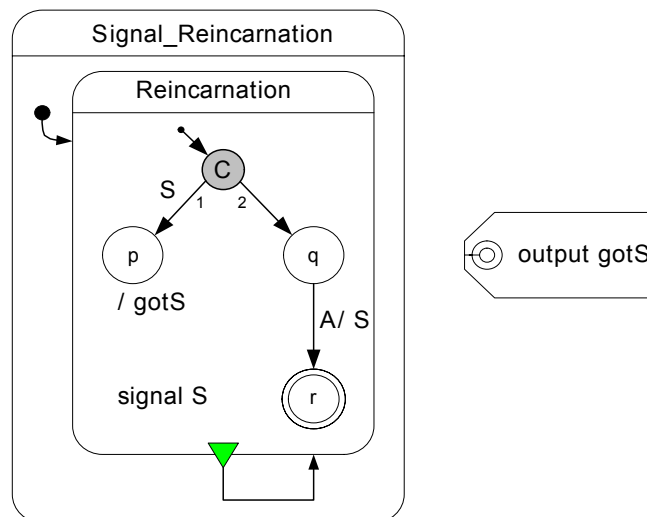 Signal_Reincarnation
Reincarnation
C
S
1
2
p
q
/ gotS
output gotS
A/ S
signal S
r